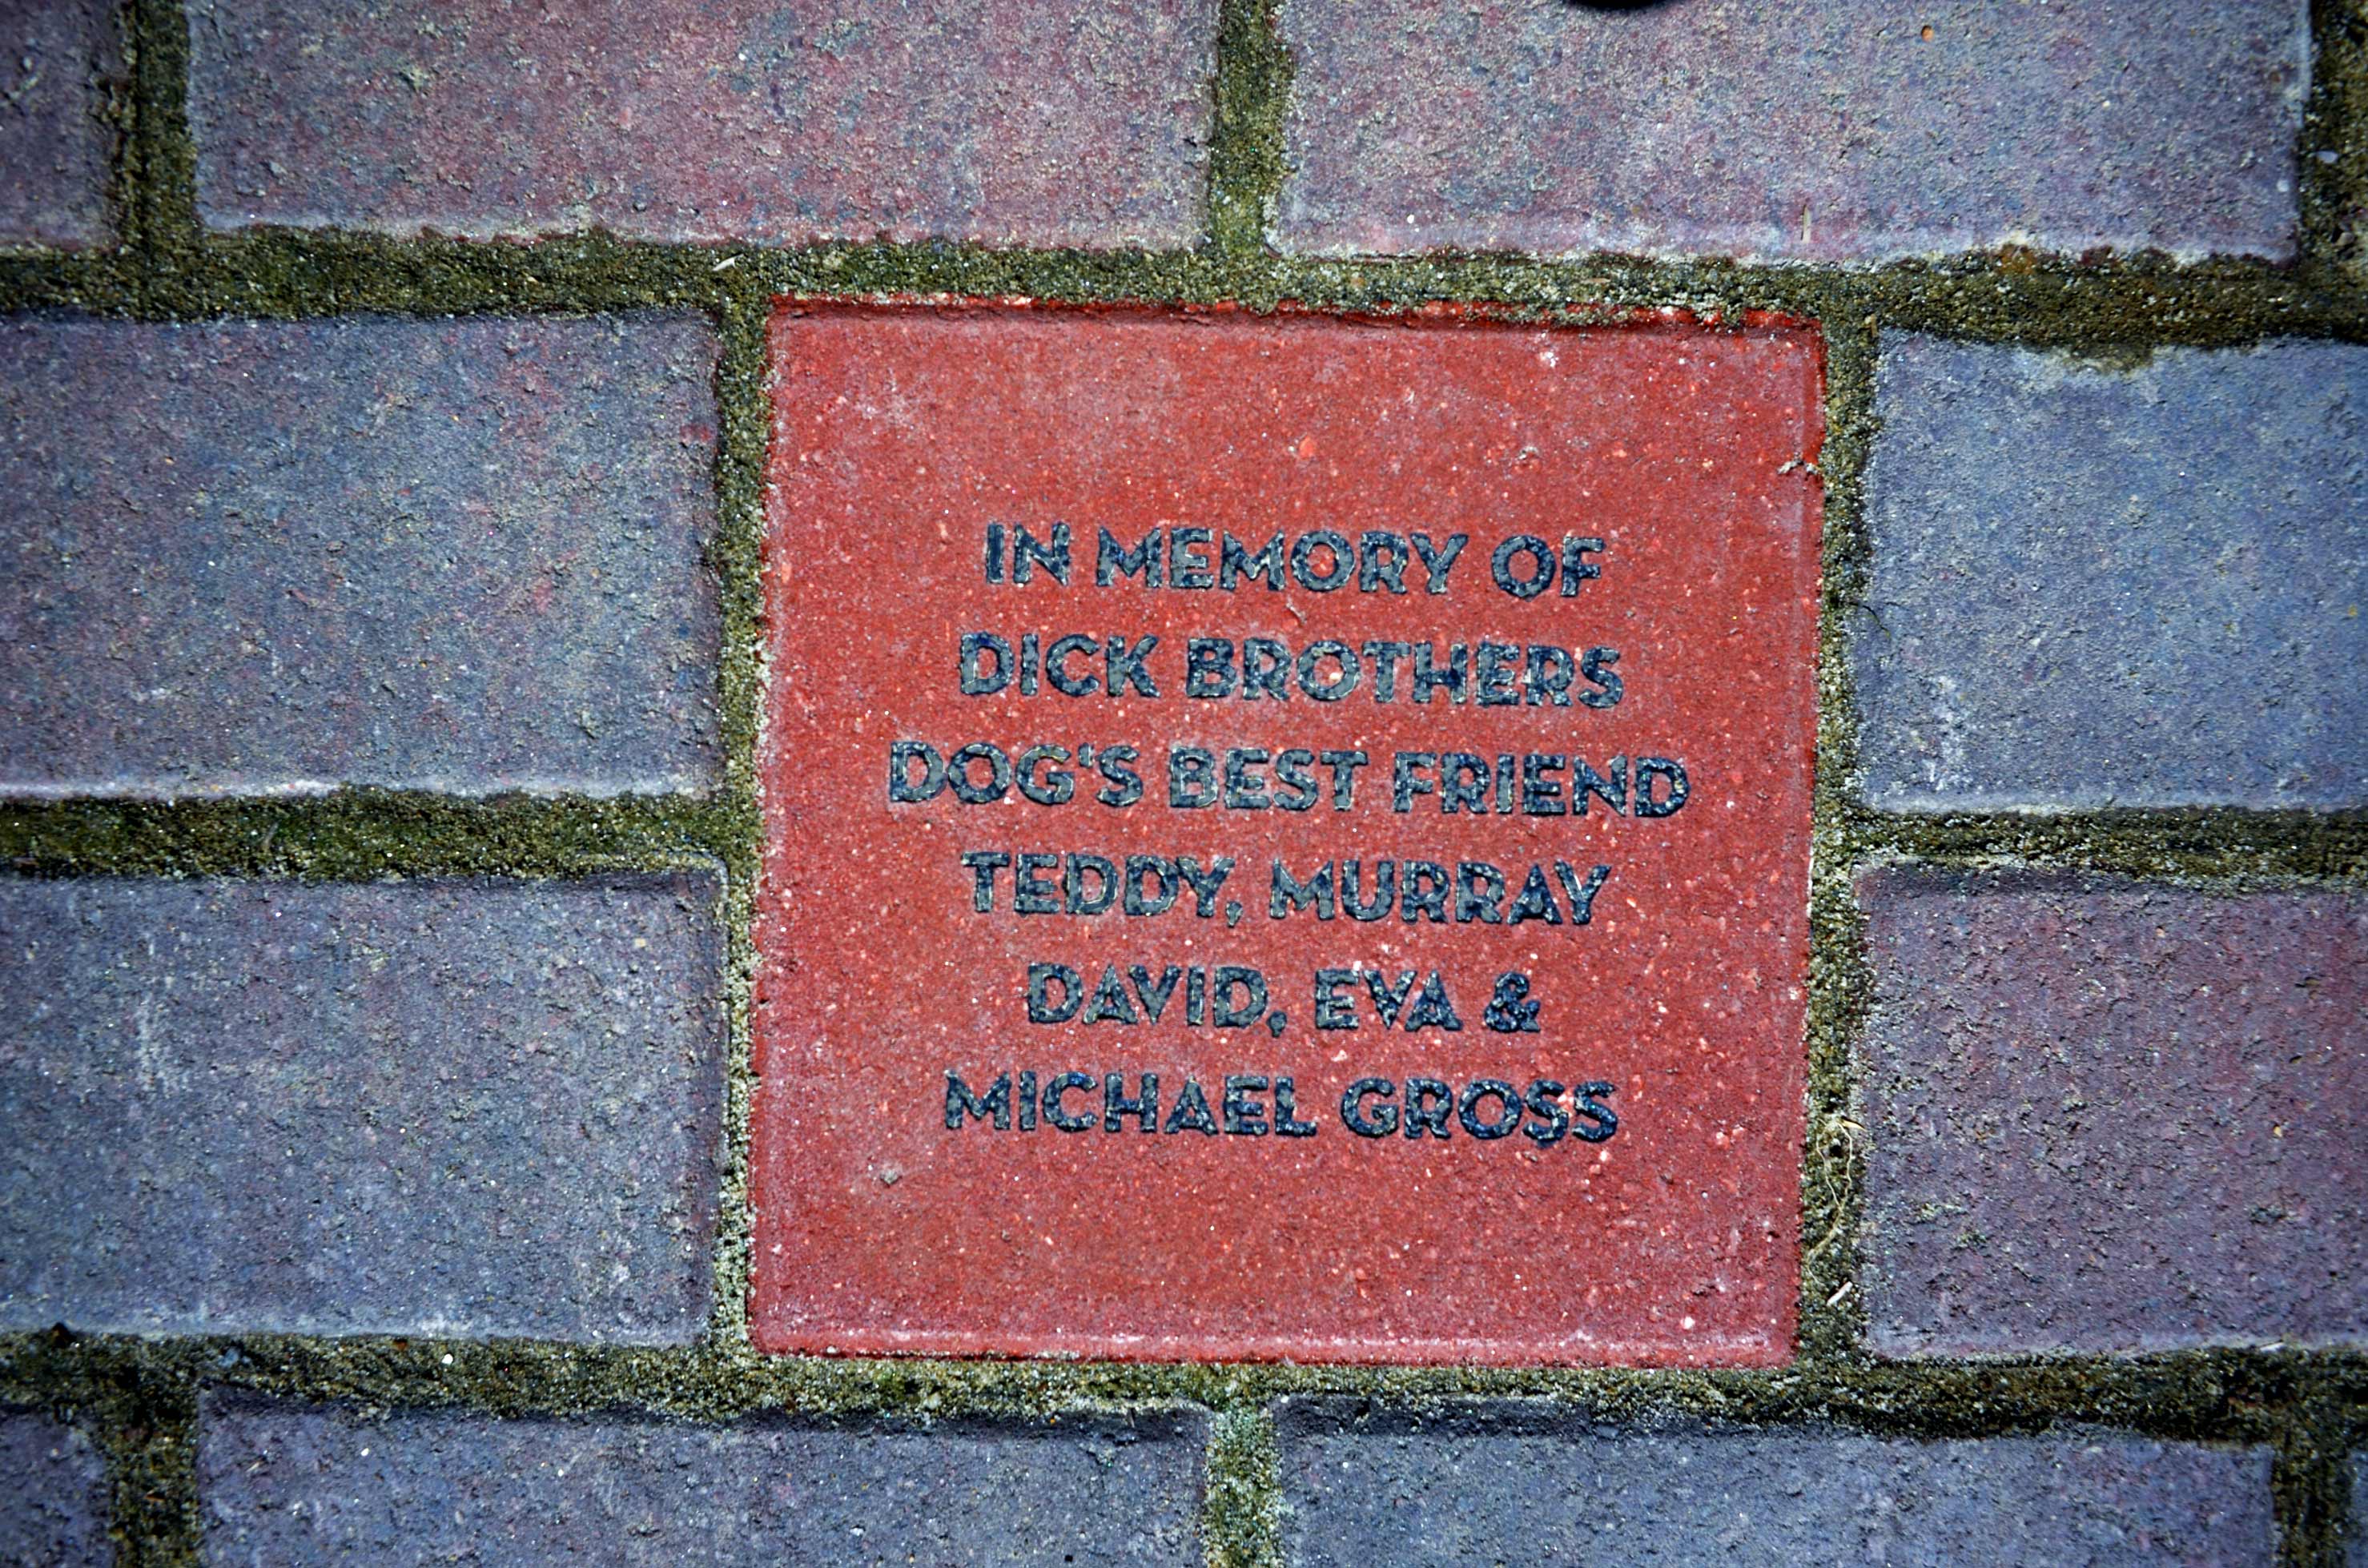 IN MEMORY OF
DICK BROTHERS
DOG'S BEST FRIEND
TEDDY, MURRAY
DAVID, EVA &
MICHAEL GROSS